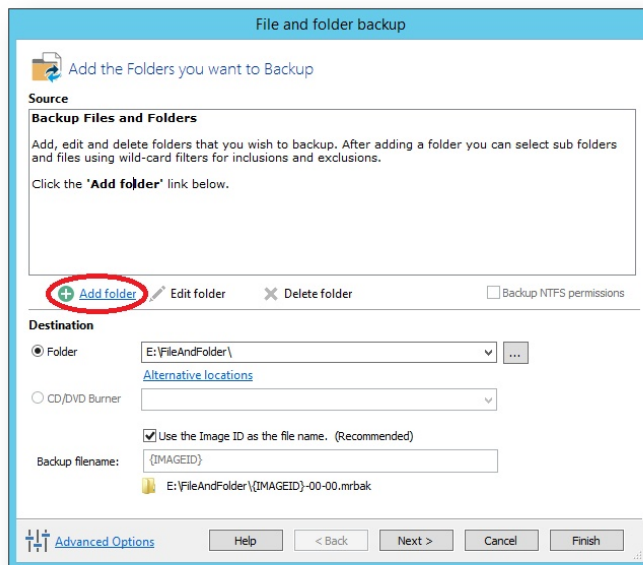 File and folder backup
Add the Folders you want to Backup
Source
Backup Files and Folders
Add, edit and delete folders that you wish to backup. After adding a folder you can select sub folders
and files using wild-card filters for inclusions and exclusions.
Click the 'Add folder' link below.
Add folder Edit folder Delete folder Backup NTFS permissions
Destination
Folder E:\FileAndFolder\ ...
Alternative locations
CD/DVD Burner
Use the Image ID as the file name. (Recommended)
Backup filename: {IMAGEID}
E:\FileAndFolder\{IMAGEID}-00-00.mrbak
Advanced Options Help < Back Next > Cancel Finish